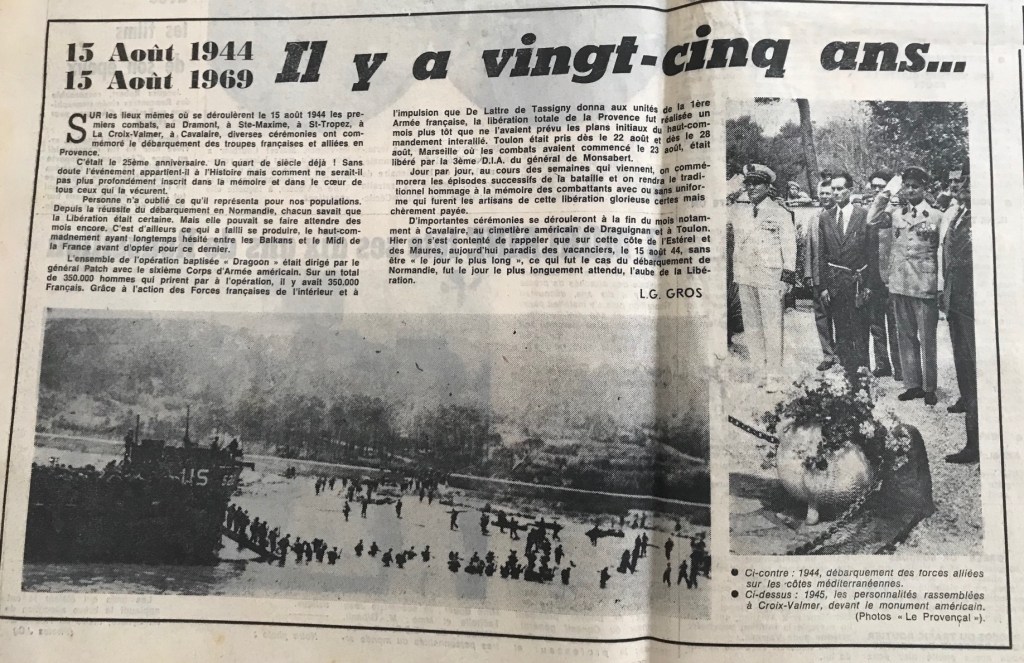 15 Août 1944
15 Août 1969
Il y a vingt-cinq ans...
SUR les lieux mêmes où se déroulèrent le 15 août 1944 les pre-
miers combats, au Dramont, à Ste-Maxime, à St-Tropez, à
La Croix-Valmer, à Cavalaire, diverses cérémonies ont com-
mémoré le débarquement des troupes françaises et alliées en
Provence.
C'était le 25ème anniversaire. Un quart de siècle déjà ! Sans
doute l'événement appartient-il à l'Histoire mais comment ne serait-il
pas plus profondément inscrit dans la mémoire et dans le cœur de
tous ceux qui la vécurent.
Personne n'a oublié ce qu'il représenta pour nos populations.
Depuis la réussite du débarquement en Normandie, chacun savait que
la Libération était certaine. Mais elle pouvait se faire attendre des
mois encore. C'est d'ailleurs ce qui a failli se produire, le haut-com-
madnement ayant longtemps hésité entre les Balkans et le Midi de
la France avant d'opter pour ce dernier.
L'ensemble de l'opération baptisée « Dragoon » était dirigé par le
général Patch avec le sixième Corps d'Armée américain. Sur un total
de 350.000 hommes qui prirent par à l'opération, il y avait 350.000
Français. Grâce à l'action des Forces françaises de l'intérieur et à
l'impulsion que De Lattre de Tassigny donna aux unités de la 1ère
Armée française, la libération totale de la Provence fut réalisée un
mois plus tôt que ne l'avaient prévu les plans initiaux du haut-com-
mandement interallié. Toulon était pris dès le 22 août et dès le 28
août, Marseille où les combats avaient commencé le 23 août, était
libéré par la 3ème D.I.A. du général de Monsabert.
Jour par jour, au cours des semaines qui viennent, on commé-
morera les épisodes successifs de la bataille et on rendra le tradi-
tionnel hommage à la mémoire des combattants avec ou sans unifor-
me qui furent les artisans de cette libération glorieuse certes mais
chèrement payée.
D'importantes cérémonies se dérouleront à la fin du mois notam-
ment à Cavalaire, au cimetière américain de Draguignan et à Toulon.
Hier on s'est contenté de rappeler que sur cette côte de l'Estérel et
des Maures, aujourd'hui paradis des vacanciers, le 15 août 44, sans
être « le jour le plus long », ce qui fut le cas du débarquement de
Normandie, fut le jour le plus longuement attendu, l'aube de la Libé-
ration.
L.G. GROS
US
● Ci-contre : 1944, débarquement des forces alliées
sur les côtes méditerranéennes.
● Ci-dessus : 1945, les personnalités rassemblées
à Croix-Valmer, devant le monument américain.
(Photos « Le Provençal »).